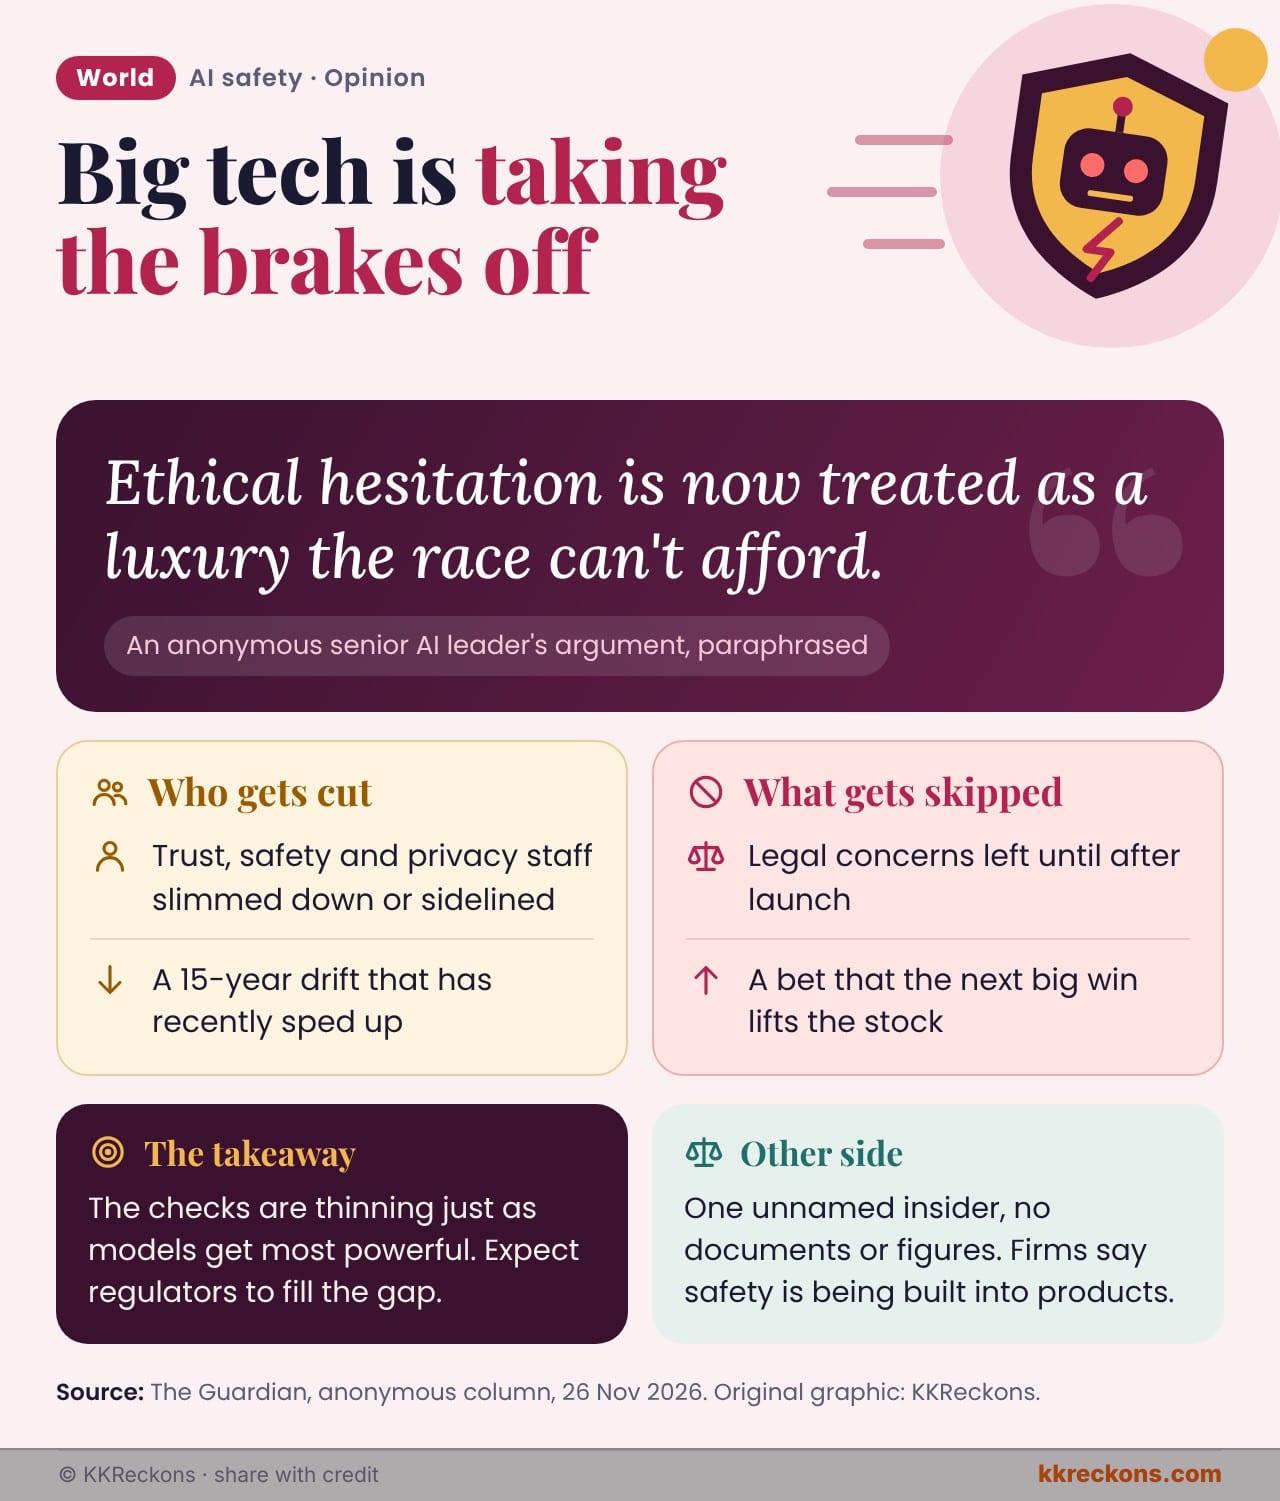 World AI safety · Opinion
Big tech is taking
the brakes off
Ethical hesitation is now treated as a
luxury the race can't afford.
An anonymous senior AI leader's argument, paraphrased
Who gets cut
Trust, safety and privacy staff
slimmed down or sidelined
A 15-year drift that has
recently sped up
What gets skipped
Legal concerns left until after
launch
A bet that the next big win
lifts the stock
The takeaway
The checks are thinning just as
models get most powerful. Expect
regulators to fill the gap.
Other side
One unnamed insider, no
documents or figures. Firms say
safety is being built into products.
Source: The Guardian, anonymous column, 26 Nov 2026. Original graphic: KKReckons.
© KKReckons · share with credit
kkreckons.com